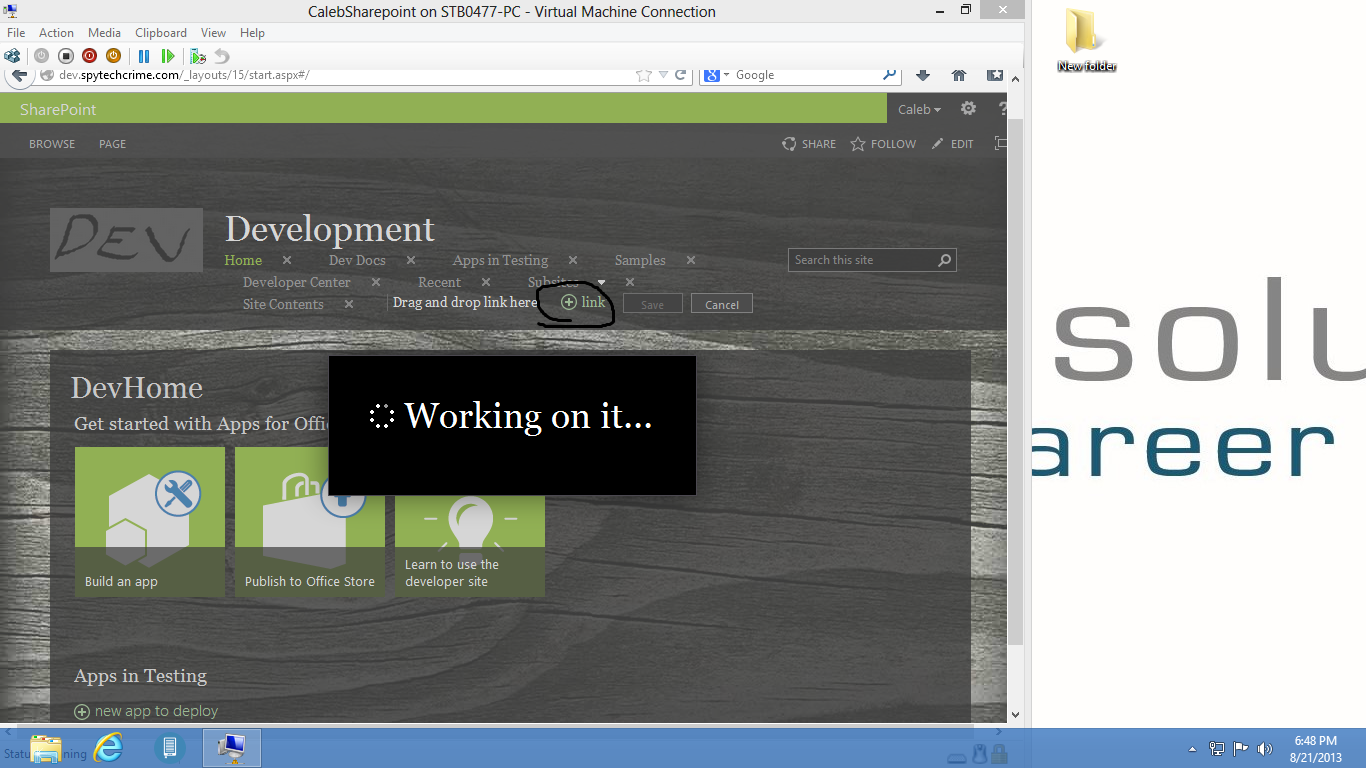 CalebSharepoint on STB0477-PC - Virtual Machine Connection
File Action Media Clipboard View Help
dev.spytechcrime.com/_layouts/15/start.aspx#/ Google
SharePoint Caleb ?
BROWSE PAGE SHARE FOLLOW EDIT
New folder
DEV
Development
Home Dev Docs Apps in Testing Samples
Search this site
Developer Center Recent Subsites
Site Contents Drag and drop link here link Save Cancel
DevHome
Get started with Apps for Offi
Working on it...
Build an app
Publish to Office Store
Learn to use the
developer site
Apps in Testing
new app to deploy
solu
areer
Statu ning
6:48 PM
8/21/2013